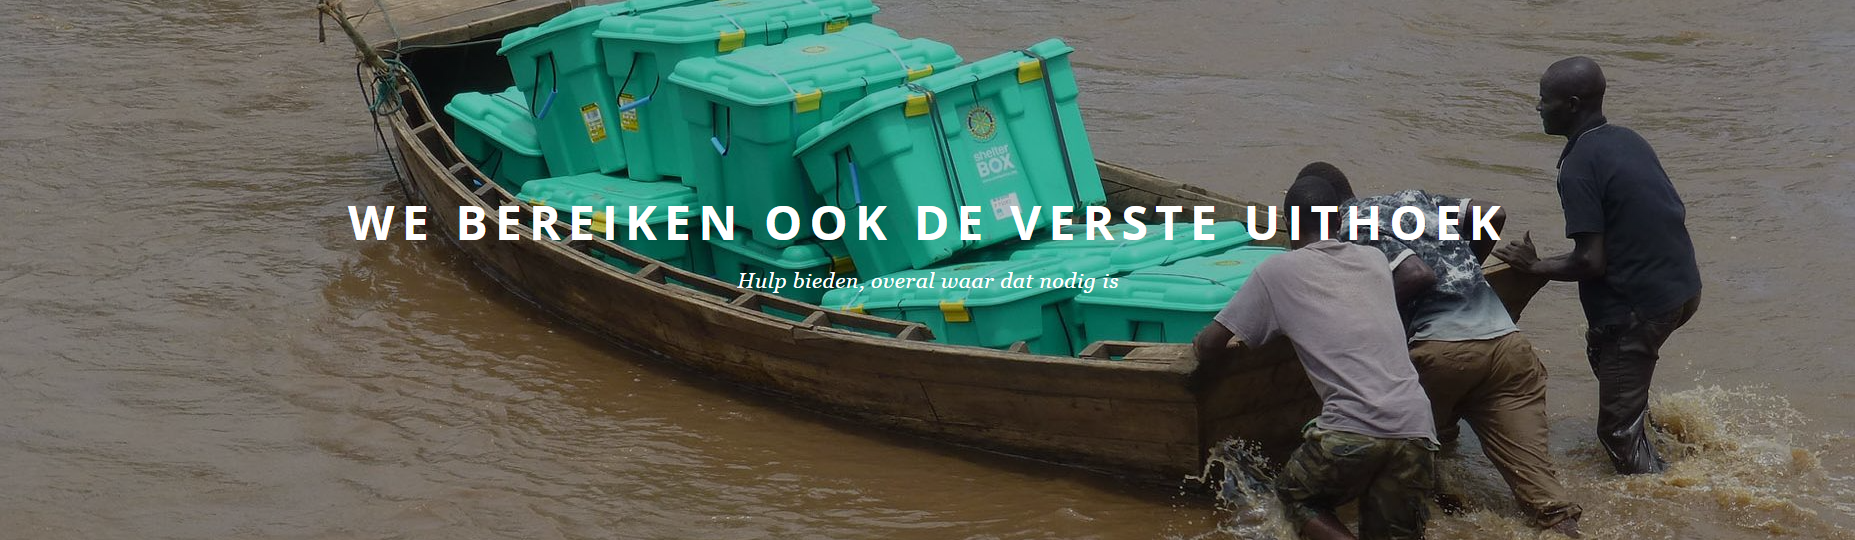 shelter
BOX
WE BEREIKEN OOK DE VERSTE UITHOEK
Hulp bieden, overal waar dat nodig is